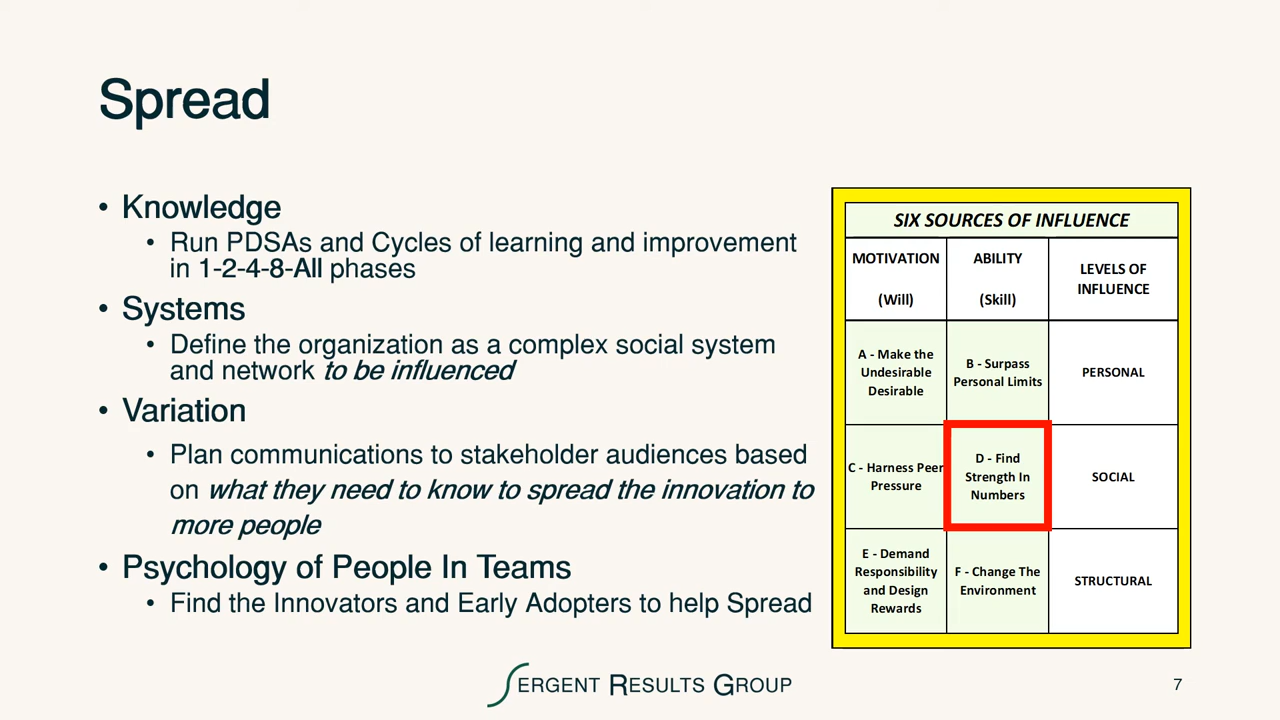 Spread
• Knowledge
• Run PDSAs and Cycles of learning and improvement
in 1-2-4-8-All phases
• Systems
• Define the organization as a complex social system
and network to be influenced
• Variation
• Plan communications to stakeholder audiences based
on what they need to know to spread the innovation to
more people
• Psychology of People In Teams
• Find the Innovators and Early Adopters to help Spread
SIX SOURCES OF INFLUENCE
MOTIVATION
(Will)
ABILITY
(Skill)
LEVELS OF
INFLUENCE
A - Make the
Undesirable
Desirable
B - Surpass
Personal Limits
PERSONAL
C - Harness Peer
Pressure
D - Find
Strength In
Numbers
SOCIAL
E - Demand
Responsibility
and Design
Rewards
F - Change The
Environment
STRUCTURAL
SERGENT RESULTS GROUP
7